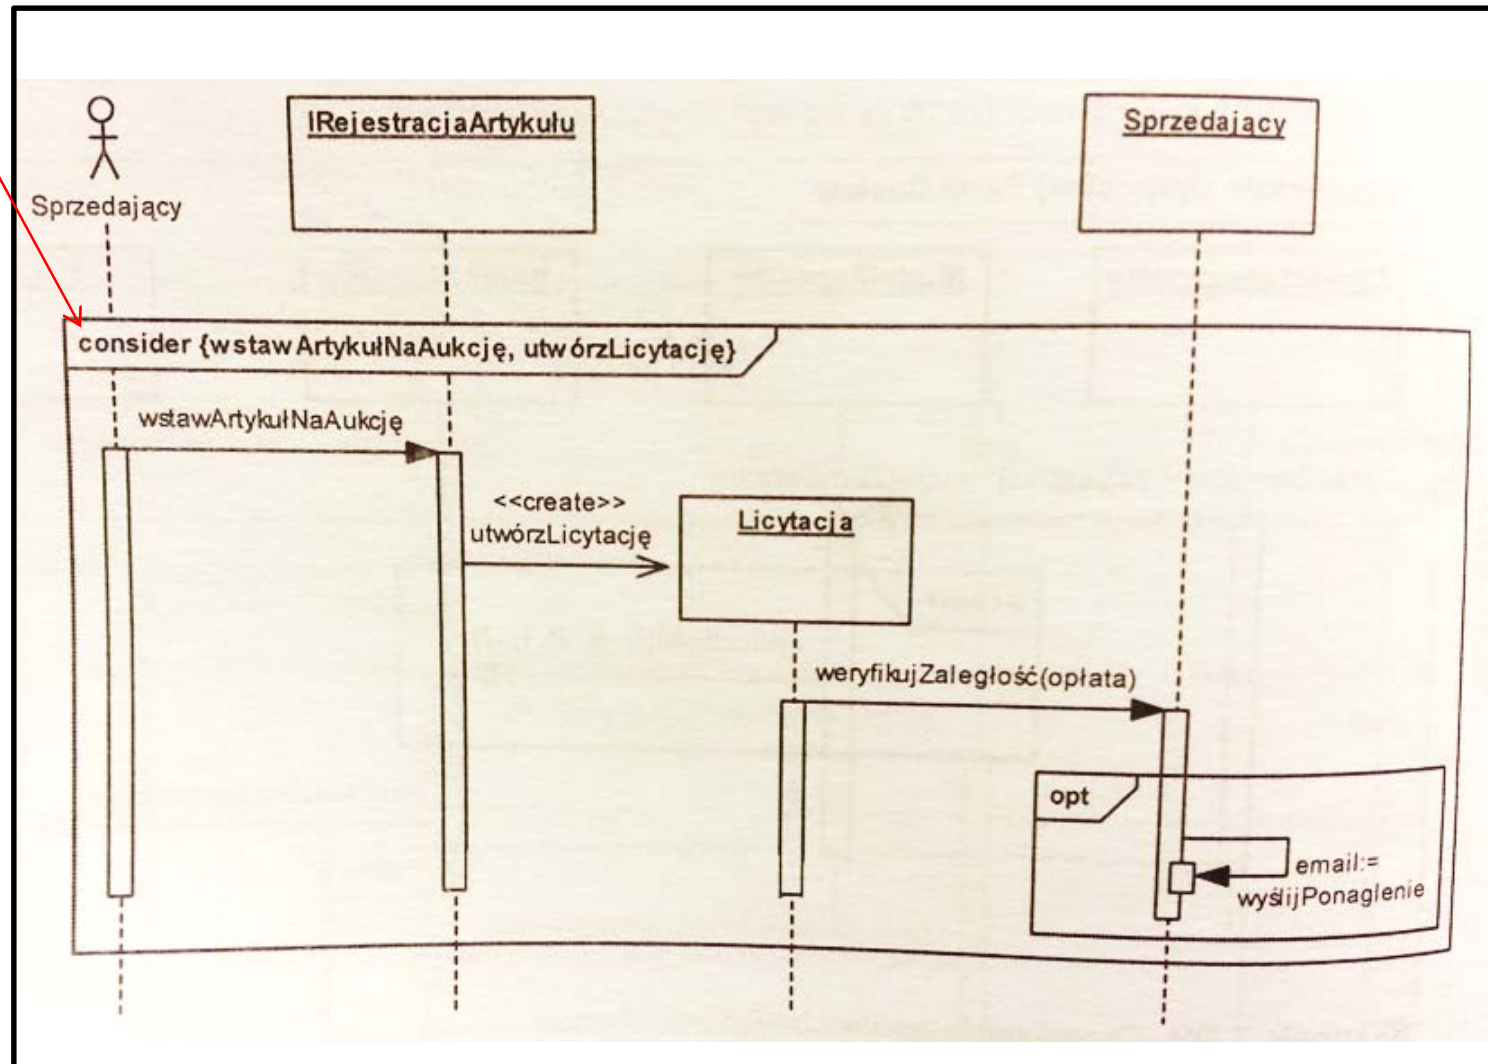 IRejestracjaArtykułu
Sprzedający
Sprzedający
consider {wstawArtykułNaAukcję, utwórzLicytację}
wstawArtykułNaAukcję
<<create>>
utwórzLicytację
Licytacja
weryfikujZaległość(opłata)
opt
email:=
wyślijPonaglenie